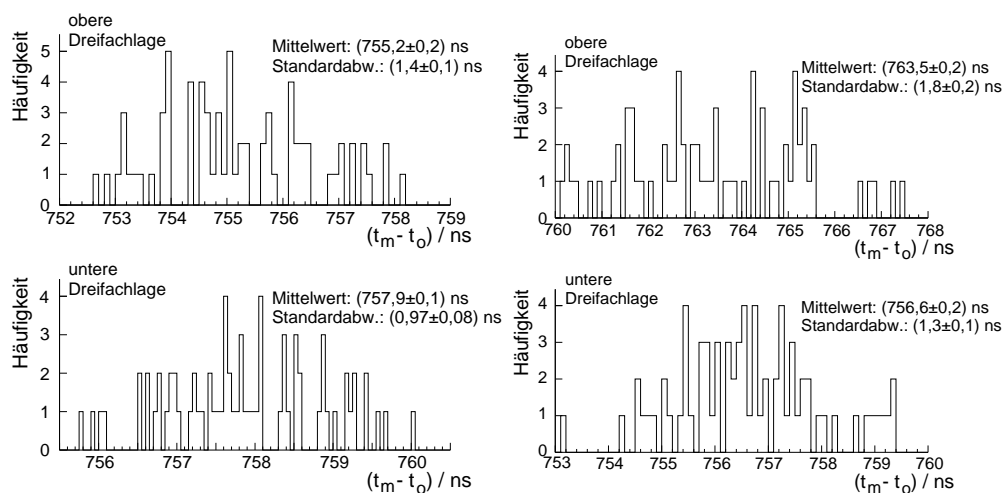 obere
Dreifachlage
Mittelwert: (755,2±0,2) ns
Standardabw.: (1,4±0,1) ns
Häufigkeit
5
4
3
2
1
0
752 753 754 755 756 757 758 759
(t_m - t_o) / ns
obere
Dreifachlage
Mittelwert: (763,5±0,2) ns
Standardabw.: (1,8±0,2) ns
Häufigkeit
4
3
2
1
0
760 761 762 763 764 765 766 767 768
(t_m - t_o) / ns
untere
Dreifachlage
Mittelwert: (757,9±0,1) ns
Standardabw.: (0,97±0,08) ns
Häufigkeit
4
3
2
1
0
756 757 758 759 760
(t_m - t_o) / ns
untere
Dreifachlage
Mittelwert: (756,6±0,2) ns
Standardabw.: (1,3±0,1) ns
Häufigkeit
4
3
2
1
0
753 754 755 756 757 758 759 760
(t_m - t_o) / ns